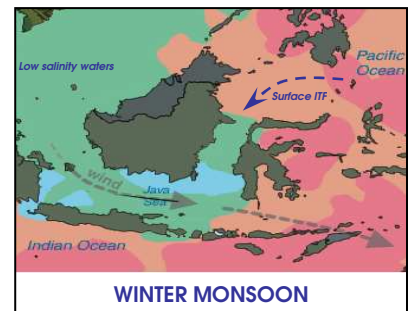 Pacific
Ocean
Low salinity waters
Surface ITF
wind
Java
Sea
Indian Ocean
WINTER MONSOON